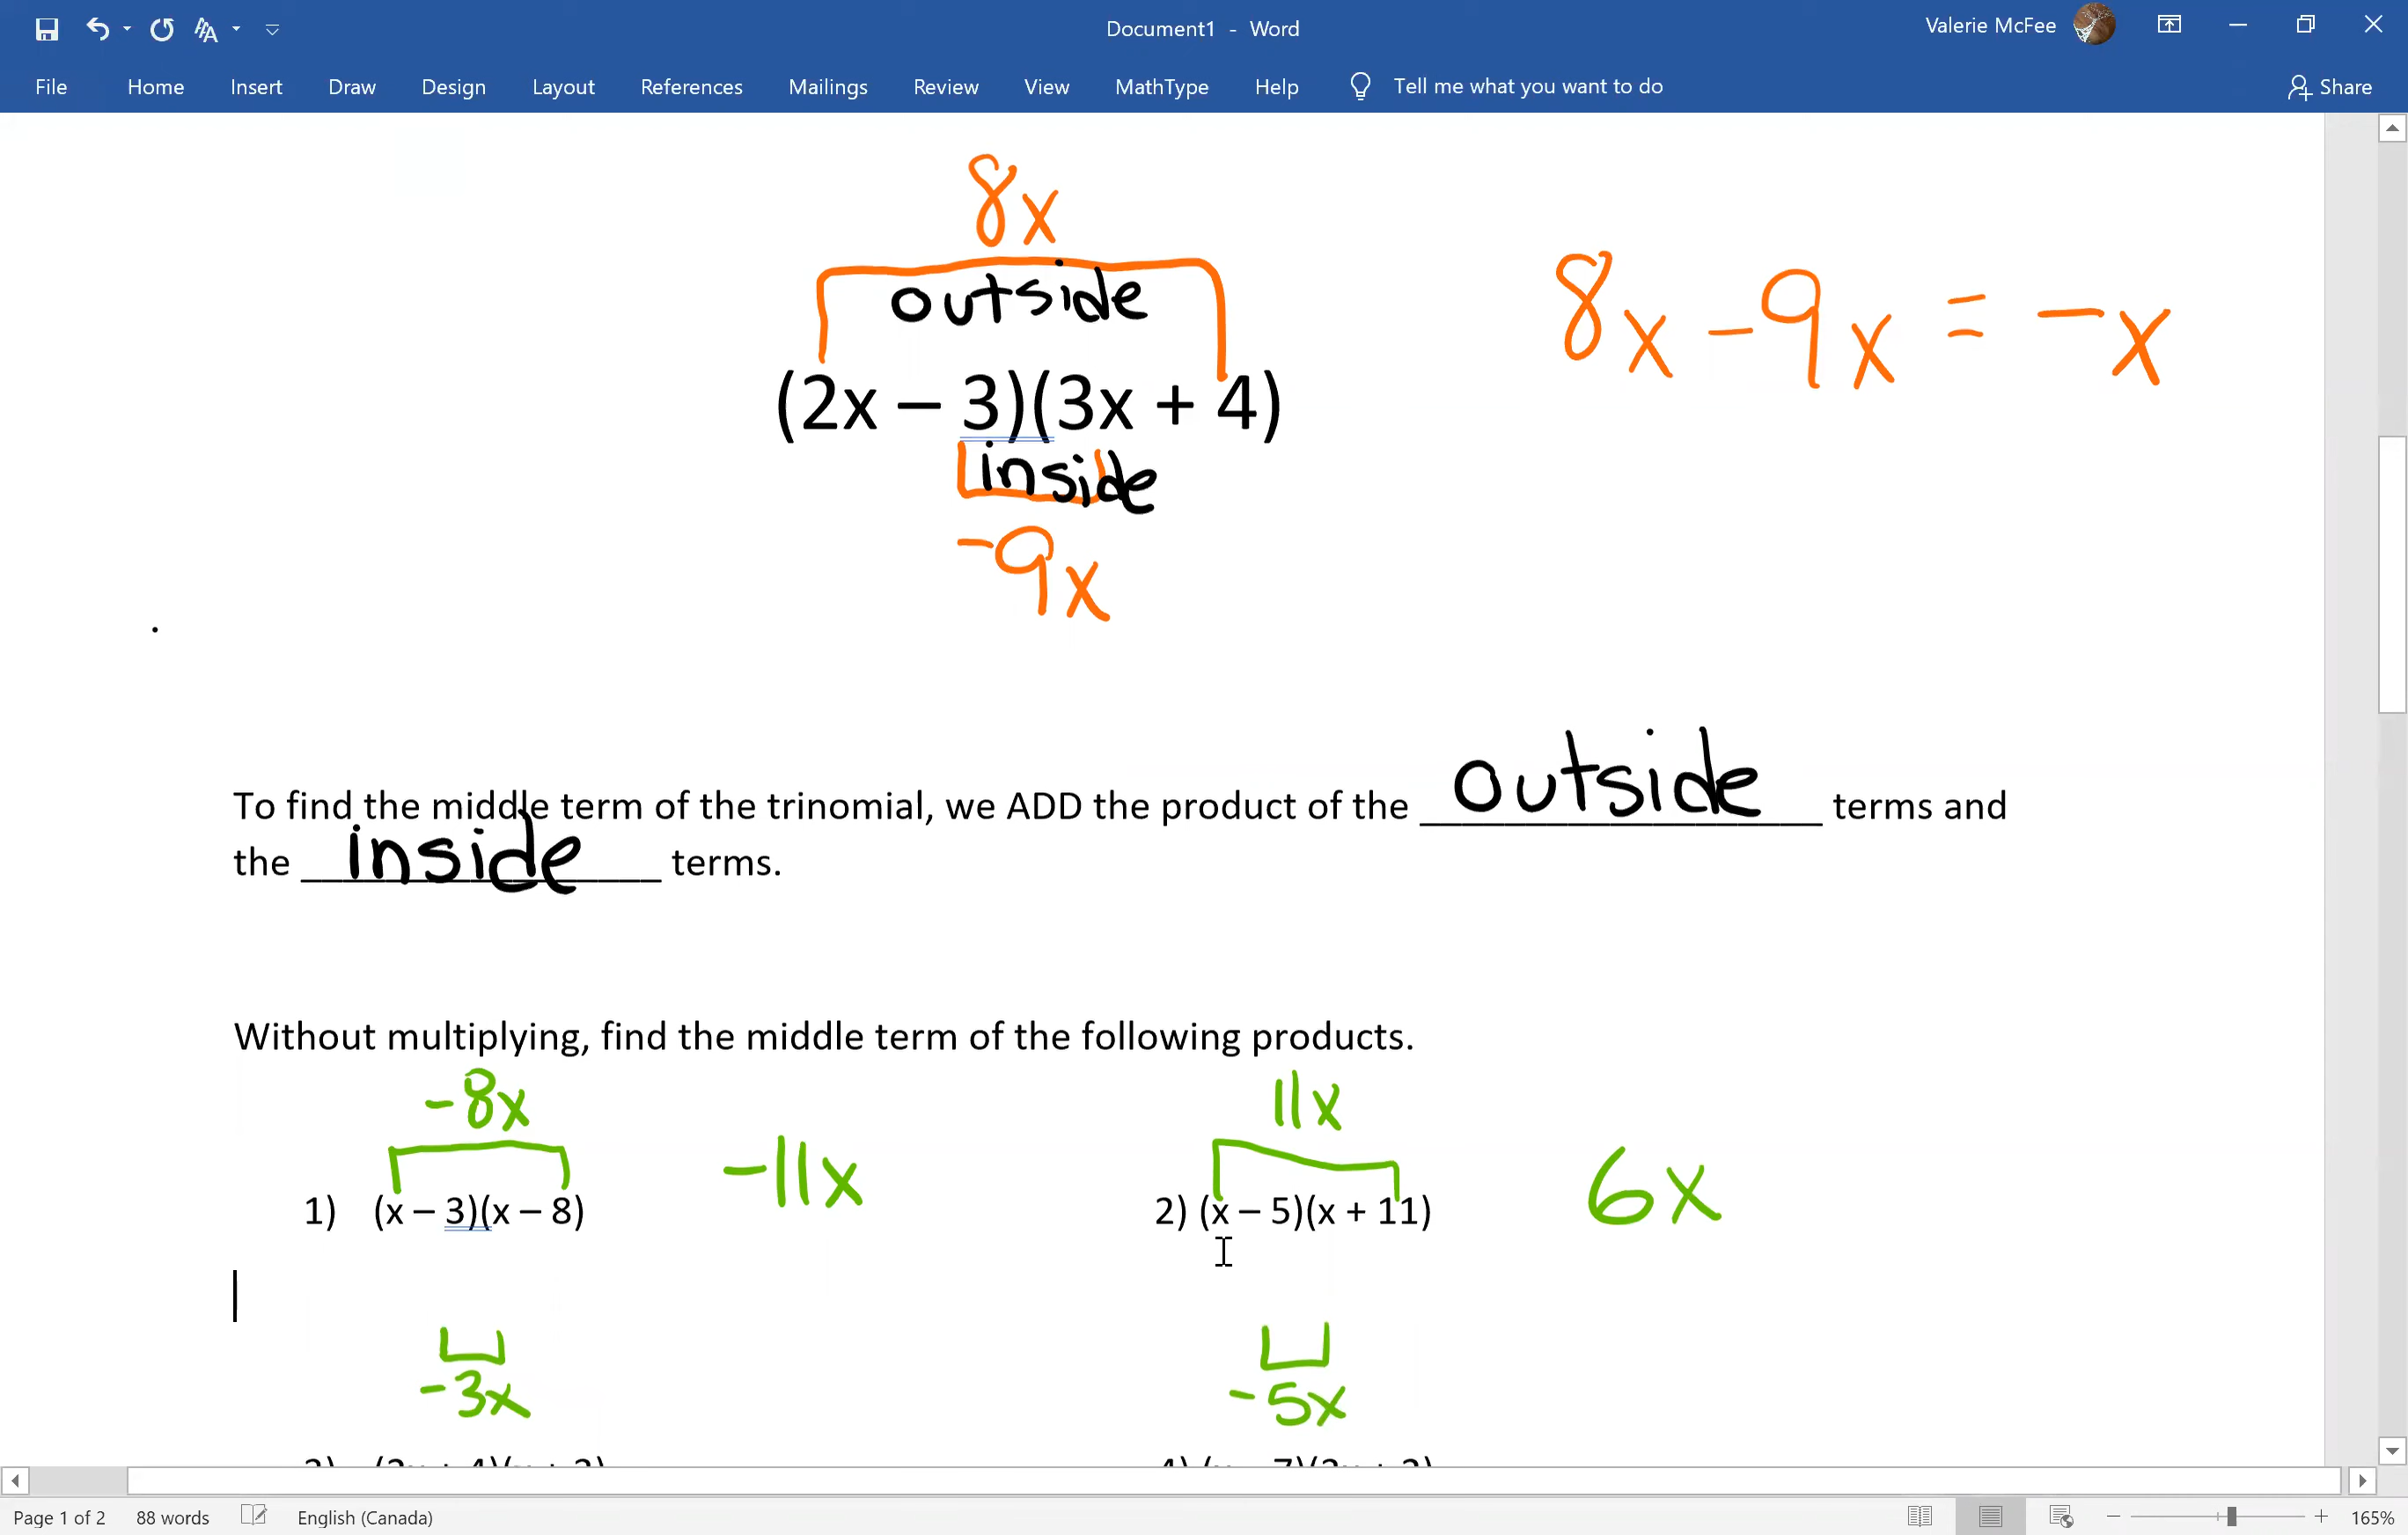 Document1 - Word
Valerie McFee
File Home Insert Draw Design Layout References Mailings Review View MathType Help Tell me what you want to do Share
8x
outside
8x - 9x = -x
(2x – 3)(3x + 4)
inside
-9x
To find the middle term of the trinomial, we ADD the product of the outside terms and
the inside terms.
Without multiplying, find the middle term of the following products.
-8x
11x
1) (x – 3)(x – 8) -11x
2) (x – 5)(x + 11) 6x
-3x
-5x
Page 1 of 2 88 words English (Canada) 165%